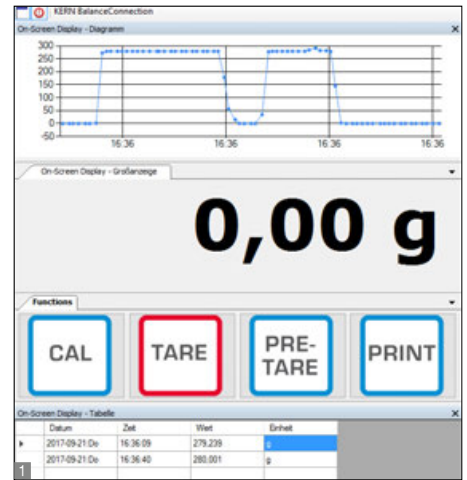 KERN BalanceConnection
On-Screen Display - Diagramm X
300
250
200
150
100
50
0
-50
16:36 16:36 16:36 16:36
On-Screen Display - Großanzeige
0,00 g
Functions
CAL TARE PRE-TARE PRINT
On-Screen Display - Tabelle X
Datum Zeit Wert Einheit
2017-09-21:Do 16:36:09 279,239 g
2017-09-21:Do 16:36:40 280,001 g
1